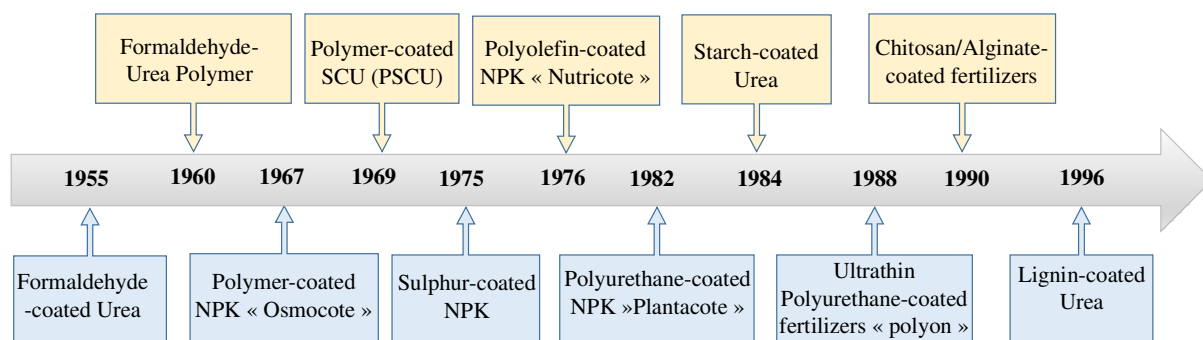 Formaldehyde-
Urea Polymer
Polymer-coated
SCU (PSCU)
Polyolefin-coated
NPK « Nutricote »
Starch-coated
Urea
Chitosan/Alginate-
coated fertilizers
1955
1960
1967
1969
1975
1976
1982
1984
1988
1990
1996
Formaldehyde
-coated Urea
Polymer-coated
NPK « Osmocote »
Sulphur-coated
NPK
Polyurethane-coated
NPK »Plantacote »
Ultrathin
Polyurethane-coated
fertilizers « polyon »
Lignin-coated
Urea